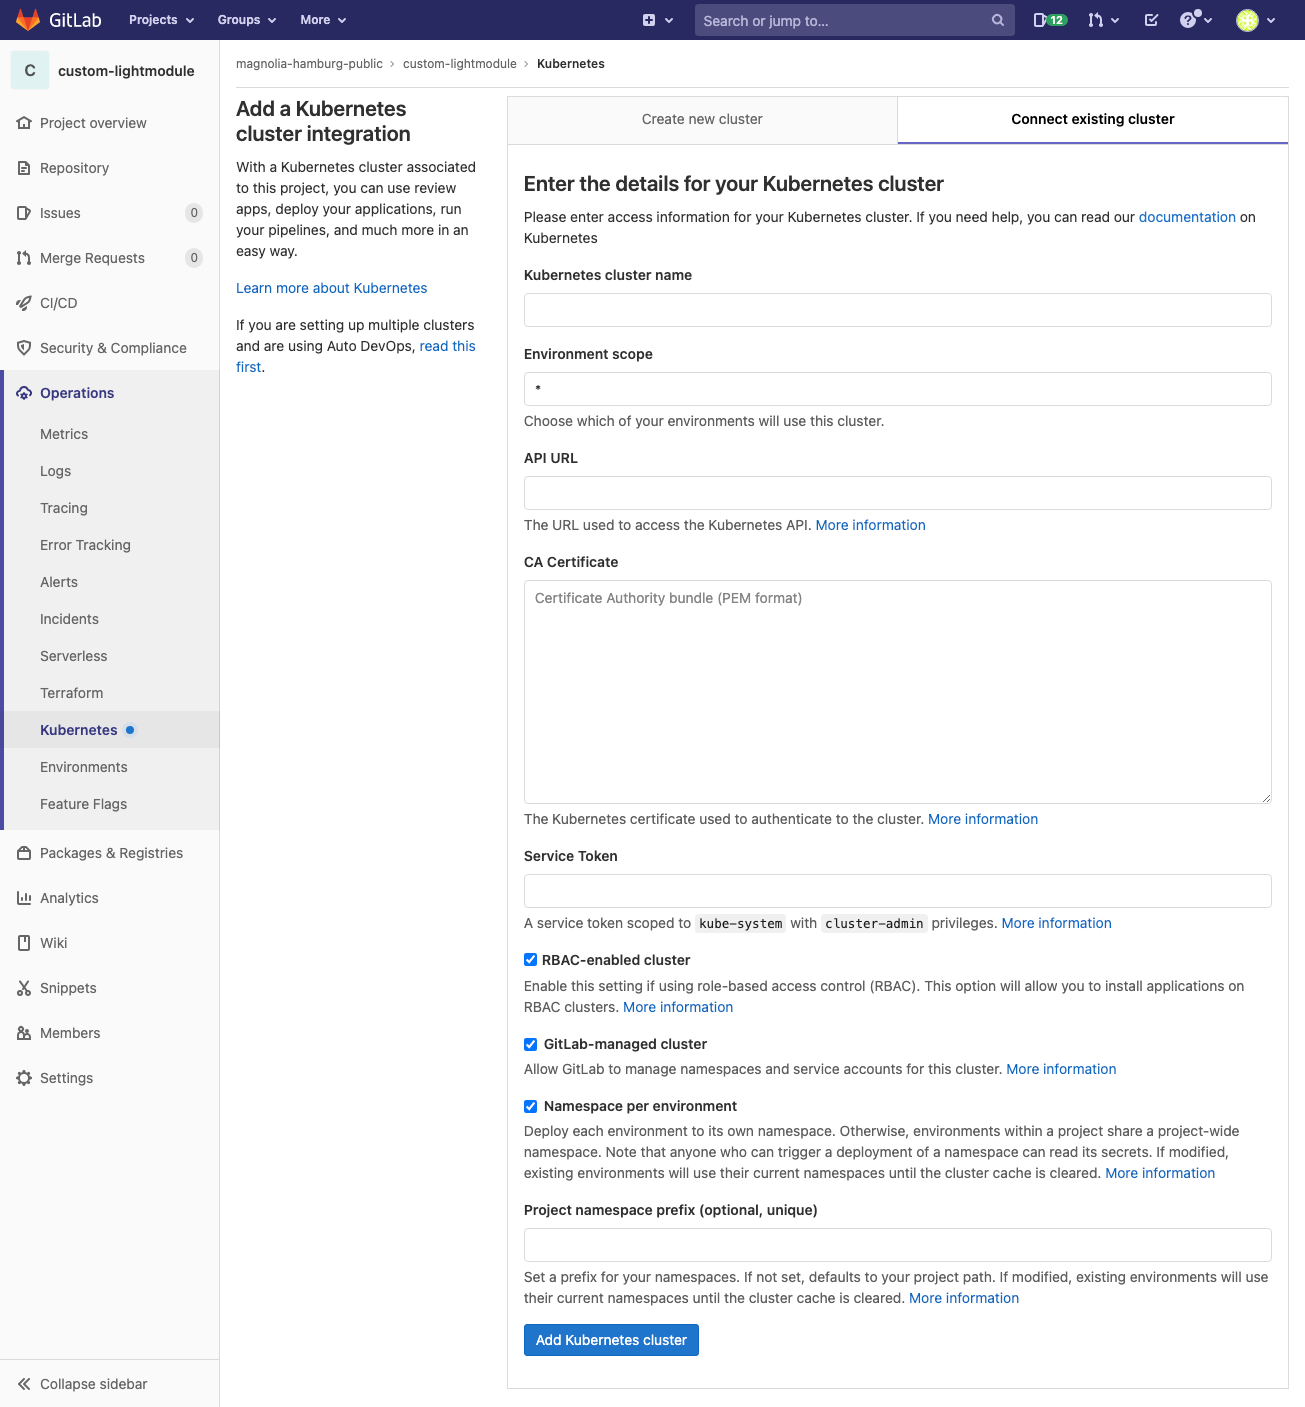 GitLab
Projects
Groups
More
Search or jump to...
12
C
custom-lightmodule
Project overview
Repository
Issues
0
Merge Requests
0
CI/CD
Security & Compliance
Operations
Metrics
Logs
Tracing
Error Tracking
Alerts
Incidents
Serverless
Terraform
Kubernetes
Environments
Feature Flags
Packages & Registries
Analytics
Wiki
Snippets
Members
Settings
Collapse sidebar
magnolia-hamburg-public > custom-lightmodule > Kubernetes
Add a Kubernetes
cluster integration
With a Kubernetes cluster associated
to this project, you can use review
apps, deploy your applications, run
your pipelines, and much more in an
easy way.
Learn more about Kubernetes
If you are setting up multiple clusters
and are using Auto DevOps, read this
first.
Create new cluster
Connect existing cluster
Enter the details for your Kubernetes cluster
Please enter access information for your Kubernetes cluster. If you need help, you can read our documentation on
Kubernetes
Kubernetes cluster name
Environment scope
*
Choose which of your environments will use this cluster.
API URL
The URL used to access the Kubernetes API. More information
CA Certificate
Certificate Authority bundle (PEM format)
The Kubernetes certificate used to authenticate to the cluster. More information
Service Token
A service token scoped to kube-system with cluster-admin privileges. More information
RBAC-enabled cluster
Enable this setting if using role-based access control (RBAC). This option will allow you to install applications on
RBAC clusters. More information
GitLab-managed cluster
Allow GitLab to manage namespaces and service accounts for this cluster. More information
Namespace per environment
Deploy each environment to its own namespace. Otherwise, environments within a project share a project-wide
namespace. Note that anyone who can trigger a deployment of a namespace can read its secrets. If modified,
existing environments will use their current namespaces until the cluster cache is cleared. More information
Project namespace prefix (optional, unique)
Set a prefix for your namespaces. If not set, defaults to your project path. If modified, existing environments will use
their current namespaces until the cluster cache is cleared. More information
Add Kubernetes cluster